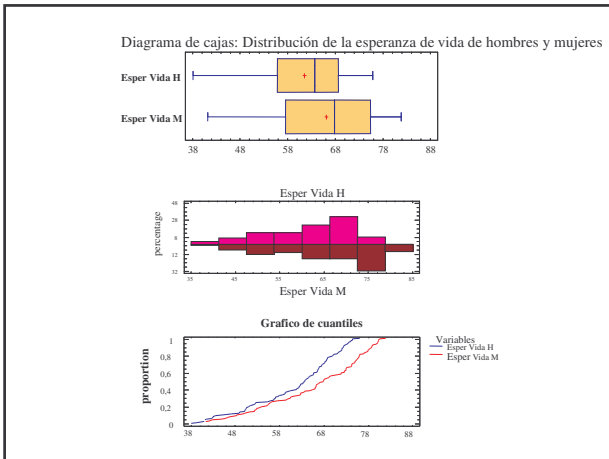 Diagrama de cajas: Distribución de la esperanza de vida de hombres y mujeres
Esper Vida H
Esper Vida M
38 48 58 68 78 88
Esper Vida H
percentage
48
28
8
12
32
35 45 55 65 75 85
Esper Vida M
Grafico de cuantiles
proportion
1
0,8
0,6
0,4
0,2
0
38 48 58 68 78 88
Variables
Esper Vida H
Esper Vida M